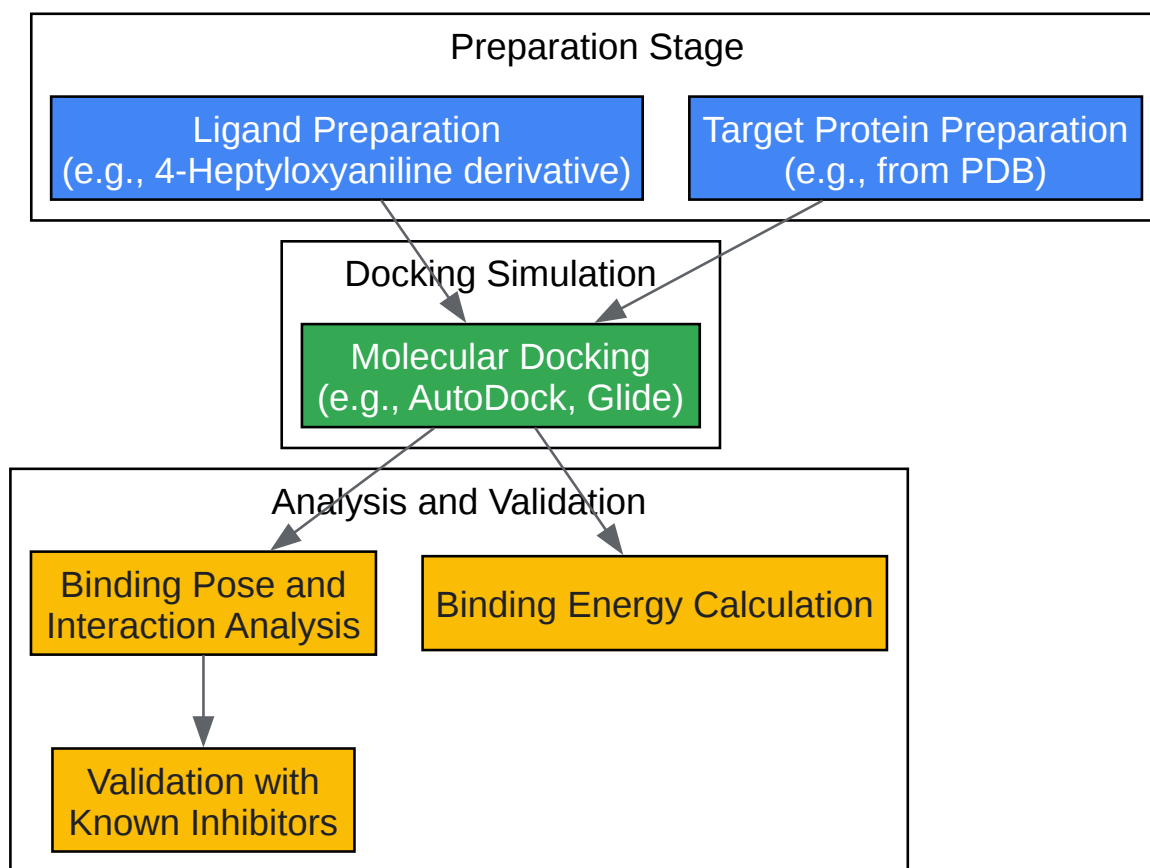 Preparation Stage
Ligand Preparation
(e.g., 4-Heptyloxyaniline derivative)
Target Protein Preparation
(e.g., from PDB)
Docking Simulation
Molecular Docking
(e.g., AutoDock, Glide)
Analysis and Validation
Binding Pose and
Interaction Analysis
Binding Energy Calculation
Validation with
Known Inhibitors